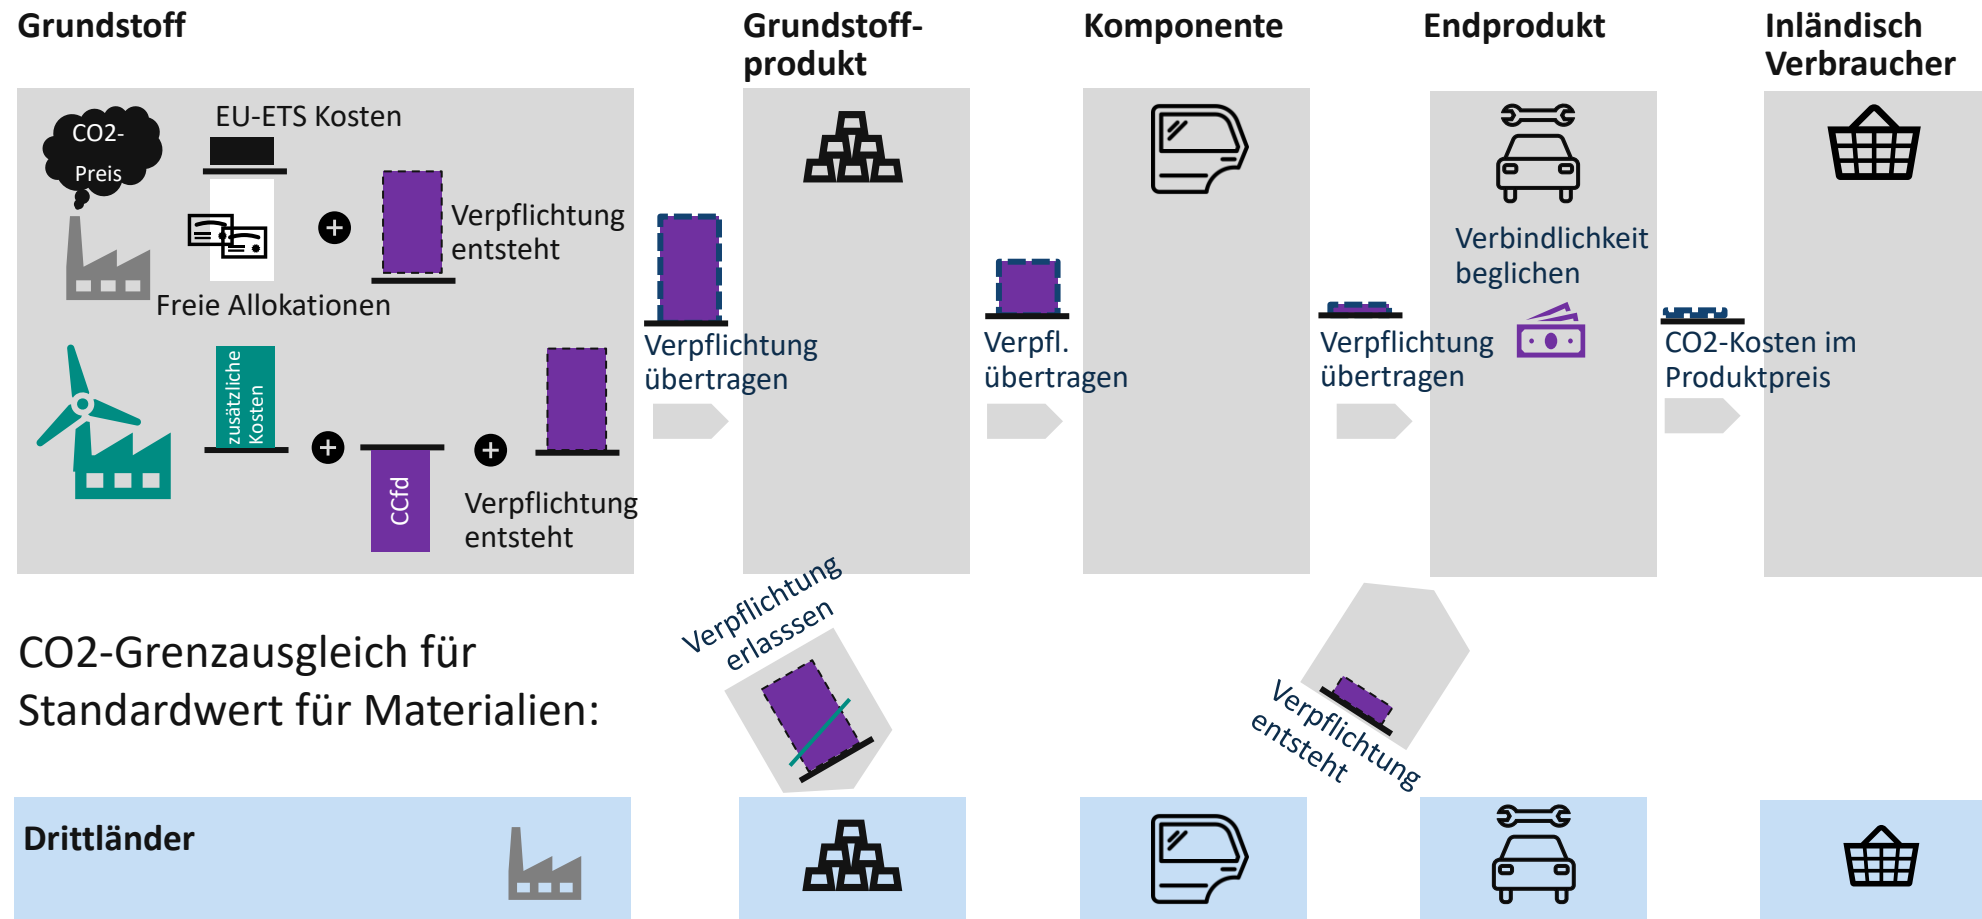 Grundstoff
Grundstoff-
produkt
Komponente
Endprodukt
Inländisch
Verbraucher
CO2-
Preis
EU-ETS Kosten
Verpflichtung
entsteht
Freie Allokationen
zusätzliche
Kosten
CCfd
Verpflichtung
entsteht
Verpflichtung
übertragen
Verpfl.
übertragen
Verpflichtung
übertragen
Verbindlichkeit
beglichen
CO2-Kosten im
Produktpreis
CO2-Grenzausgleich für
Standardwert für Materialien:
Verpflichtung
erlasssen
Verpflichtung
entsteht
Drittländer